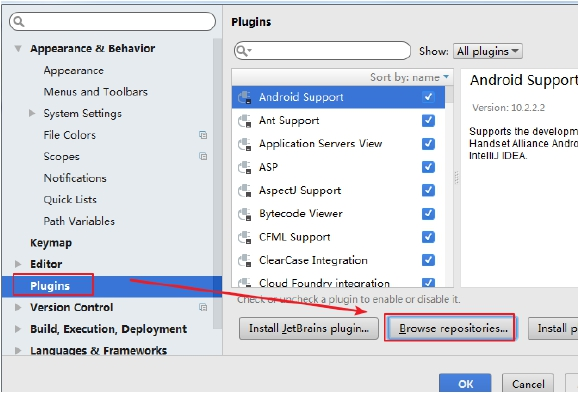 Appearance & Behavior
Appearance
Menus and Toolbars
System Settings
File Colors
Scopes
Notifications
Quick Lists
Path Variables
Keymap
Editor
Plugins
Version Control
Build, Execution, Deployment
Languages & Frameworks
Plugins
Show: All plugins
Sort by: name
Android Support
Ant Support
Application Servers View
ASP
AspectJ Support
Bytecode Viewer
CFML Support
ClearCase Integration
Cloud Foundry integration
Check or uncheck a plugin to enable or disable it.
Install JetBrains plugin...
Browse repositories...
Install p
Android Support
Version: 10.2.2.2
Supports the developm
Handset Alliance Andro
IntelliJ IDEA.
OK
Cancel